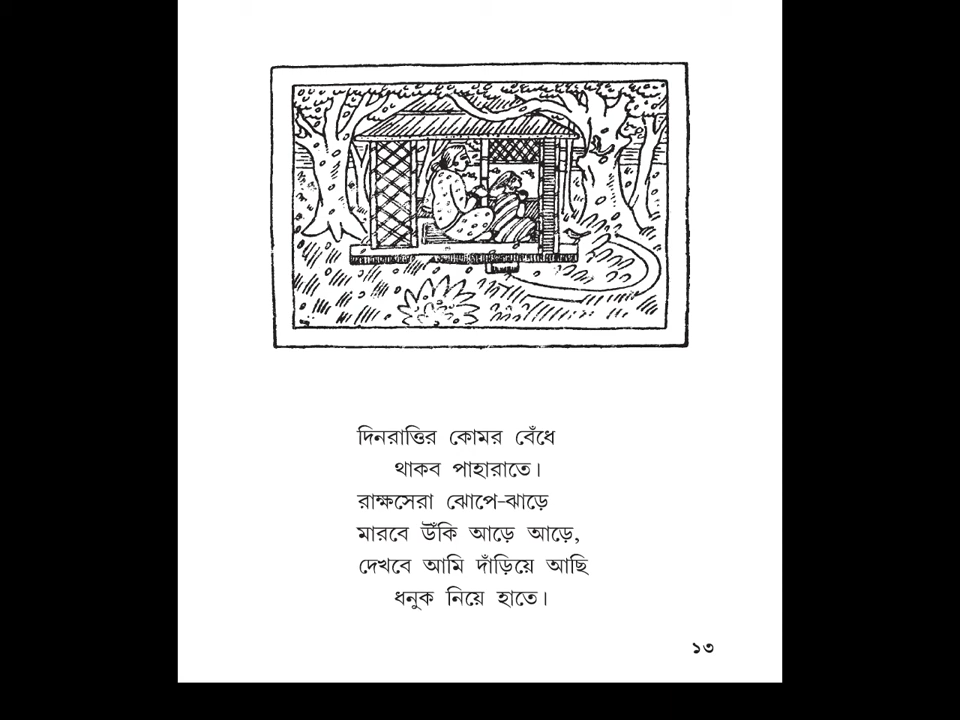 দিনরাত্তির কোমর বেঁধে
থাকব পাহারাতে।
রাক্ষসেরা ঝোপে-ঝাড়ে
মারবে উঁকি আড়ে আড়ে,
দেখবে আমি দাঁড়িয়ে আছি
ধনুক নিয়ে হাতে।
১৩